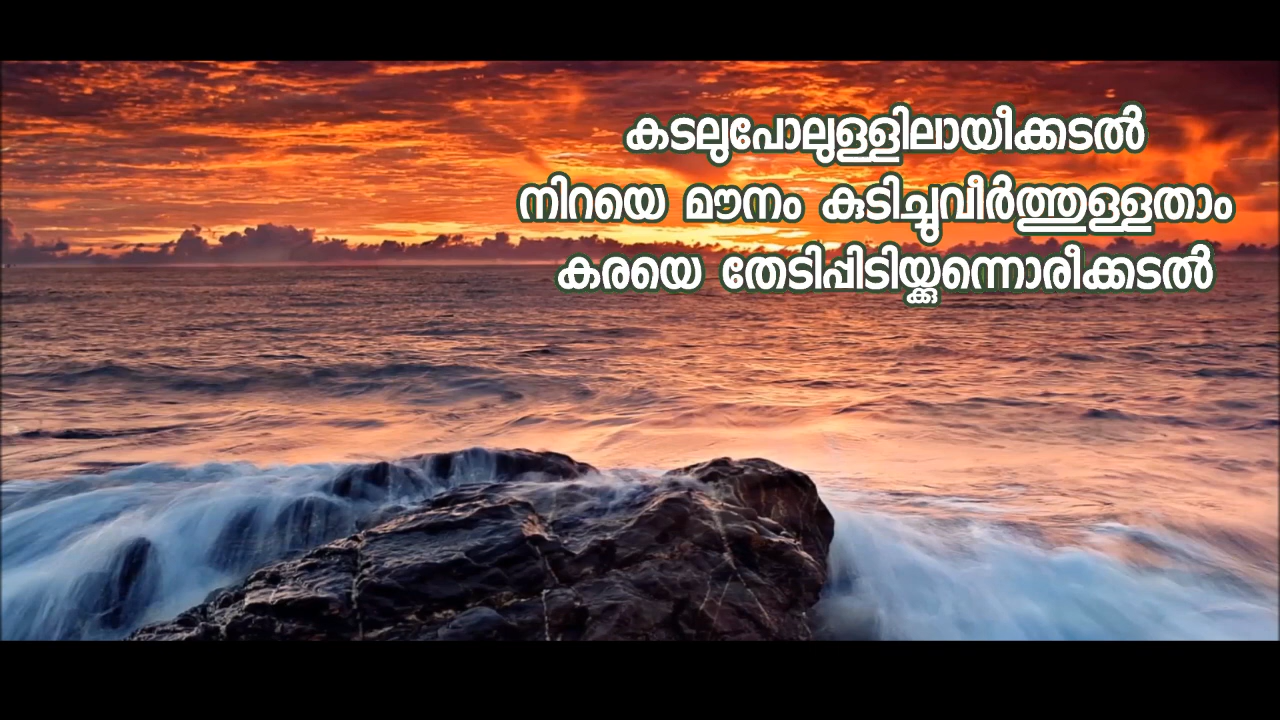 കടലുപോലുള്ളിലായീക്കടൽ
നിറയെ മൗനം കുടിച്ചുവീർത്തുള്ളതാം
കരയെ തേടിപ്പിടിയ്ക്കുന്നൊരീക്കടൽ